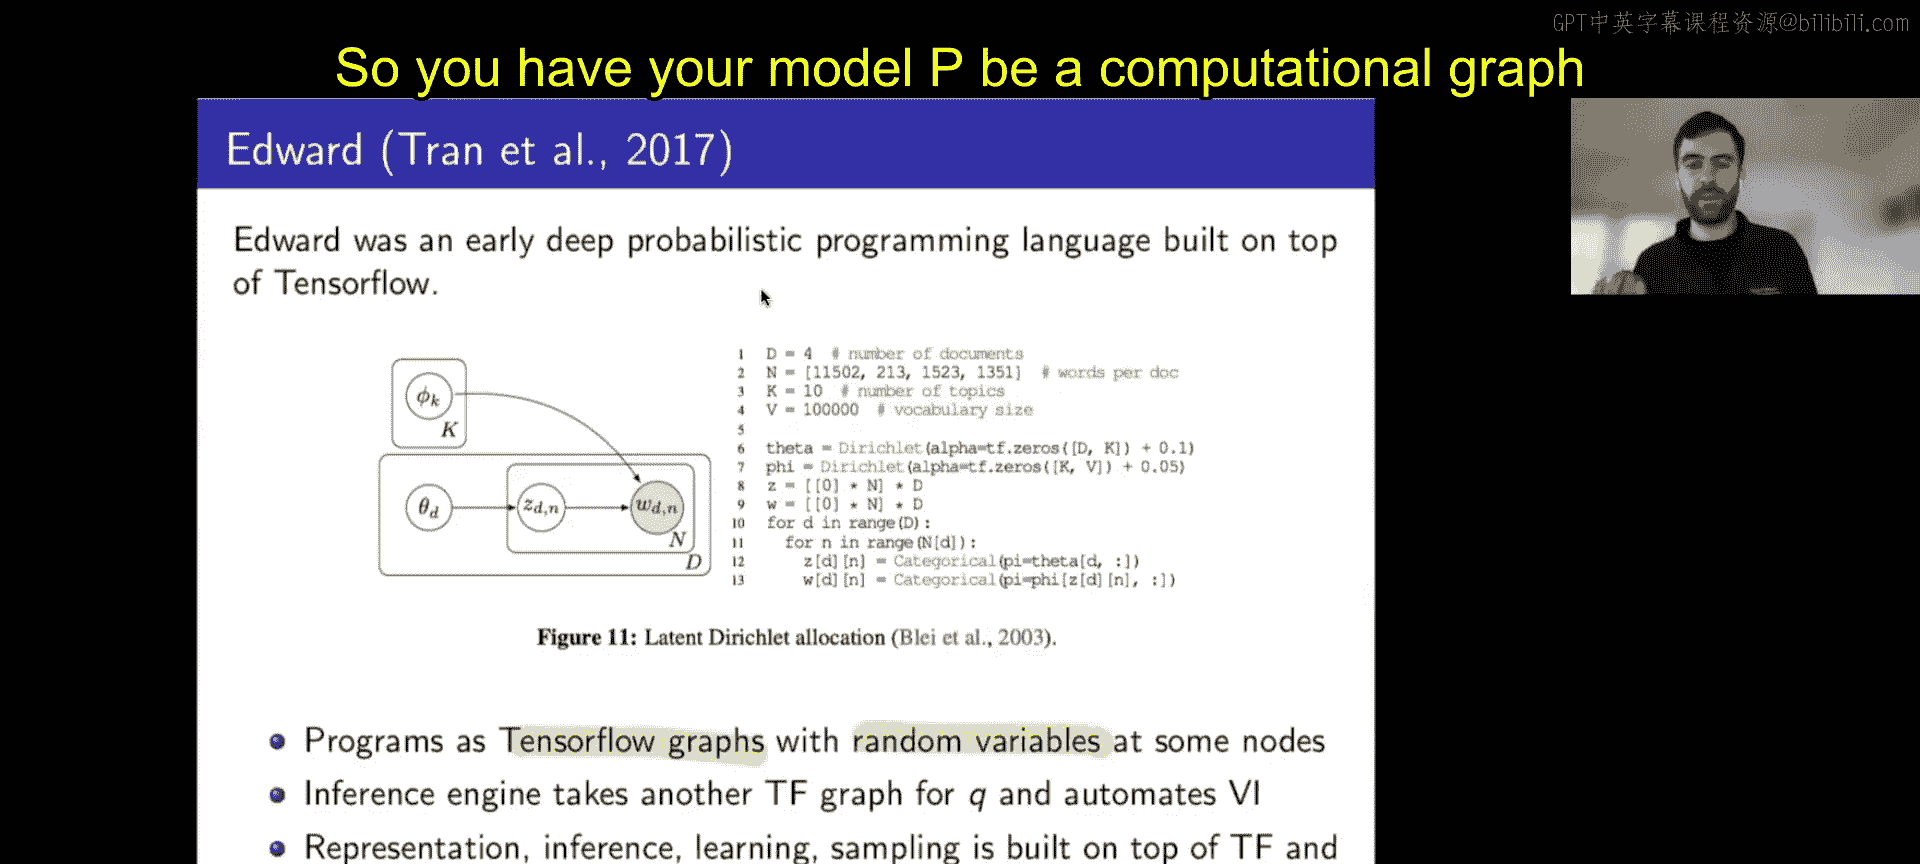 GPT中英字幕课程资源@bilibili.com
So you have your model P be a computational graph
Edward (Tran et al., 2017)
Edward was an early deep probabilistic programming language built on top
of Tensorflow.
ϕk
K
θd
zd,n
wd,n
N
D
1 D = 4 # number of documents
2 N = [11502, 213, 1523, 1351] # words per doc
3 K = 10 # number of topics
4 V = 100000 # vocabulary size
5
6 theta = Dirichlet(alpha=tf.zeros([D, K]) + 0.1)
7 phi = Dirichlet(alpha=tf.zeros([K, V]) + 0.05)
8 z = [[0] * N] * D
9 w = [[0] * N] * D
10 for d in range(D):
11 for n in range(N[d]):
12 z[d][n] = Categorical(pi=theta[d, :])
13 w[d][n] = Categorical(pi=phi[z[d][n], :])
Figure 11: Latent Dirichlet allocation (Blei et al., 2003).
Programs as Tensorflow graphs with random variables at some nodes
Inference engine takes another TF graph for q and automates VI
Representation, inference, learning, sampling is built on top of TF and